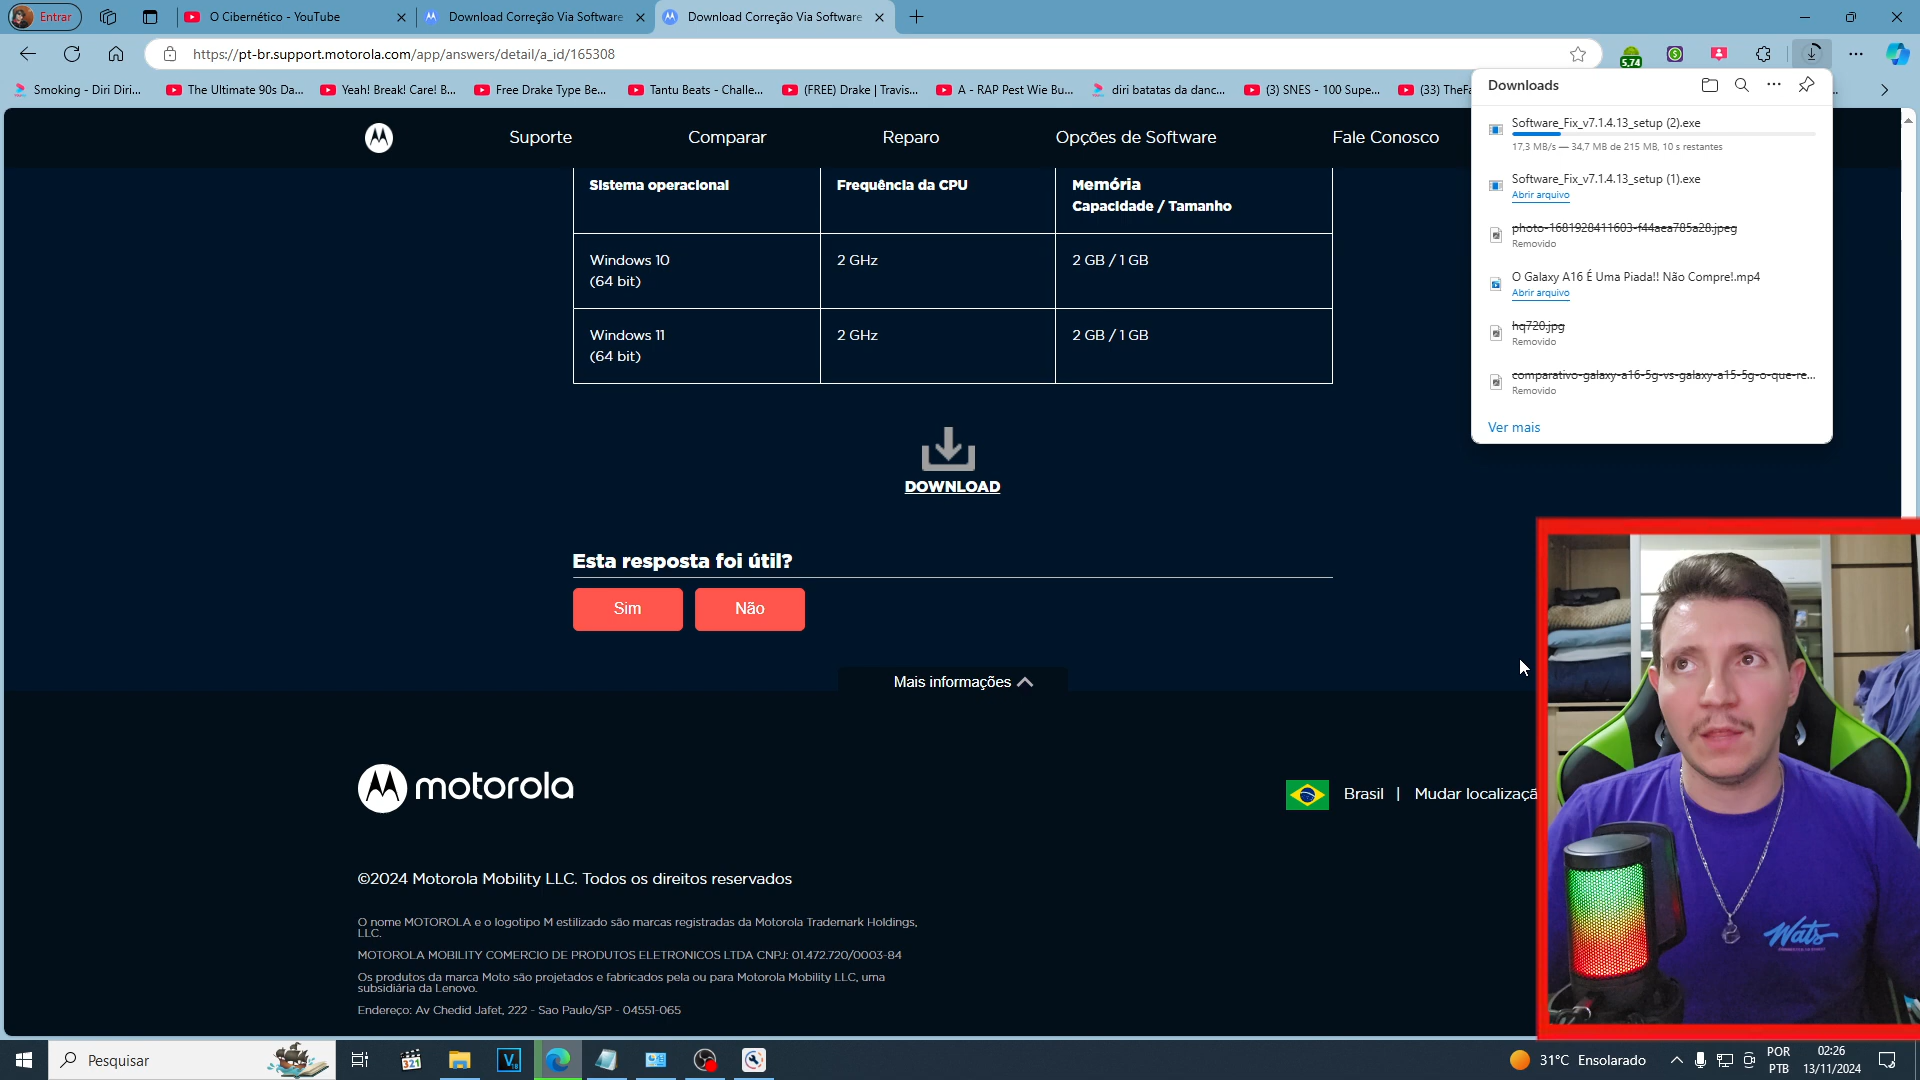 Entrar
O Cibernético - YouTube
Download Correção Via Software
Download Correção Via Software
https://pt-br.support.motorola.com/app/answers/detail/a_id/165308
5,74
Smoking - Diri Diri...
The Ultimate 90s Da...
Yeah! Break! Care! B...
Free Drake Type Be...
Tantu Beats - Challe...
(FREE) Drake | Travis...
A - RAP Pest Wie Bu...
diri batatas da danc...
(3) SNES - 100 Supe...
(33) TheFa
Downloads
Software_Fix_v7.1.4.13_setup (2).exe
17,3 MB/s — 34,7 MB de 215 MB, 10 s restantes
Software_Fix_v7.1.4.13_setup (1).exe
Abrir arquivo
photo-1681928411603-f44aea785a28.jpeg
Removido
O Galaxy A16 É Uma Piada!! Não Compre!.mp4
Abrir arquivo
hq720.jpg
Removido
comparativo-galaxy-a16-5g-vs-galaxy-a15-5g-o-que-re...
Removido
Ver mais
Suporte
Comparar
Reparo
Opções de Software
Fale Conosco
Sistema operacional
Frequência da CPU
Memória
Capacidade / Tamanho
Windows 10
(64 bit)
2 GHz
2 GB / 1 GB
Windows 11
(64 bit)
2 GHz
2 GB / 1 GB
DOWNLOAD
Esta resposta foi útil?
Sim
Não
Mais informações
motorola
Brasil | Mudar localizaçã
©2024 Motorola Mobility LLC. Todos os direitos reservados
O nome MOTOROLA e o logotipo M estilizado são marcas registradas da Motorola Trademark Holdings,
LLC.
MOTOROLA MOBILITY COMERCIO DE PRODUTOS ELETRONICOS LTDA CNPJ: 01.472.720/0003-84
Os produtos da marca Moto são projetados e fabricados pela ou para Motorola Mobility LLC, uma
subsidiária da Lenovo.
Endereço: Av Chedid Jafet, 222 - Sao Paulo/SP - 04551-065
Wats
Pesquisar
321
31°C Ensolarado
POR
PTB
02:26
13/11/2024